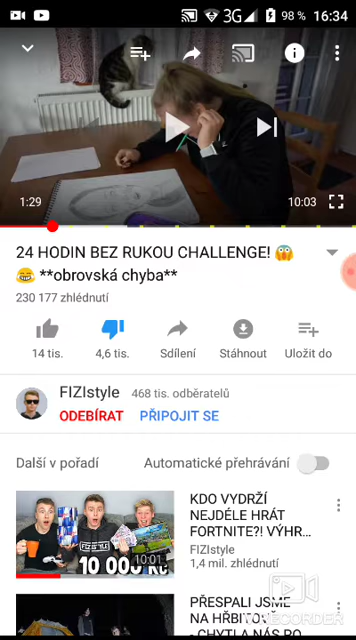 3G 98 % 16:34
1:29
10:03
24 HODIN BEZ RUKOU CHALLENGE! 😱
😂 **obrovská chyba**
230 177 zhlédnutí
14 tis.
4,6 tis.
Sdílení
Stáhnout
Uložit do
FIZIstyle 468 tis. odběratelů
ODEBÍRAT PŘIPOJIT SE
Další v pořadí
Automatické přehrávání
10 000 Kč
10:01
KDO VYDRŽÍ
NEJDÉLE HRÁT
FORTNITE?! VÝHR...
FIZIstyle
1,4 mil. zhlédnutí
PŘESPALI JSME
NA HŘBITOVĚ
RECORDER